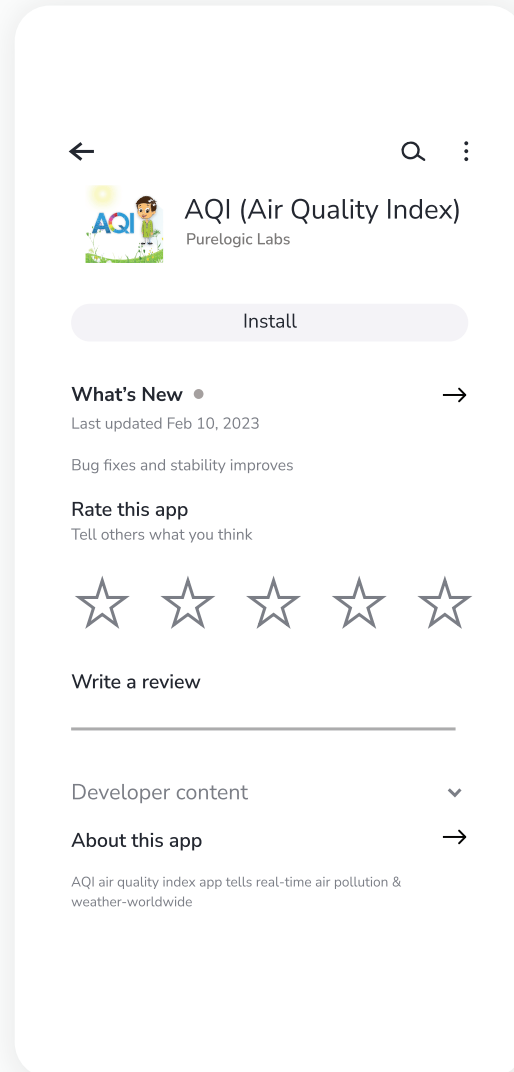 AQI (Air Quality Index)
AQI
Purelogic Labs
Install
What’s New
Last updated Feb 10, 2023
Bug fixes and stability improves
Rate this app
Tell others what you think
Write a review
Developer content
About this app
AQI air quality index app tells real-time air pollution &
weather-worldwide